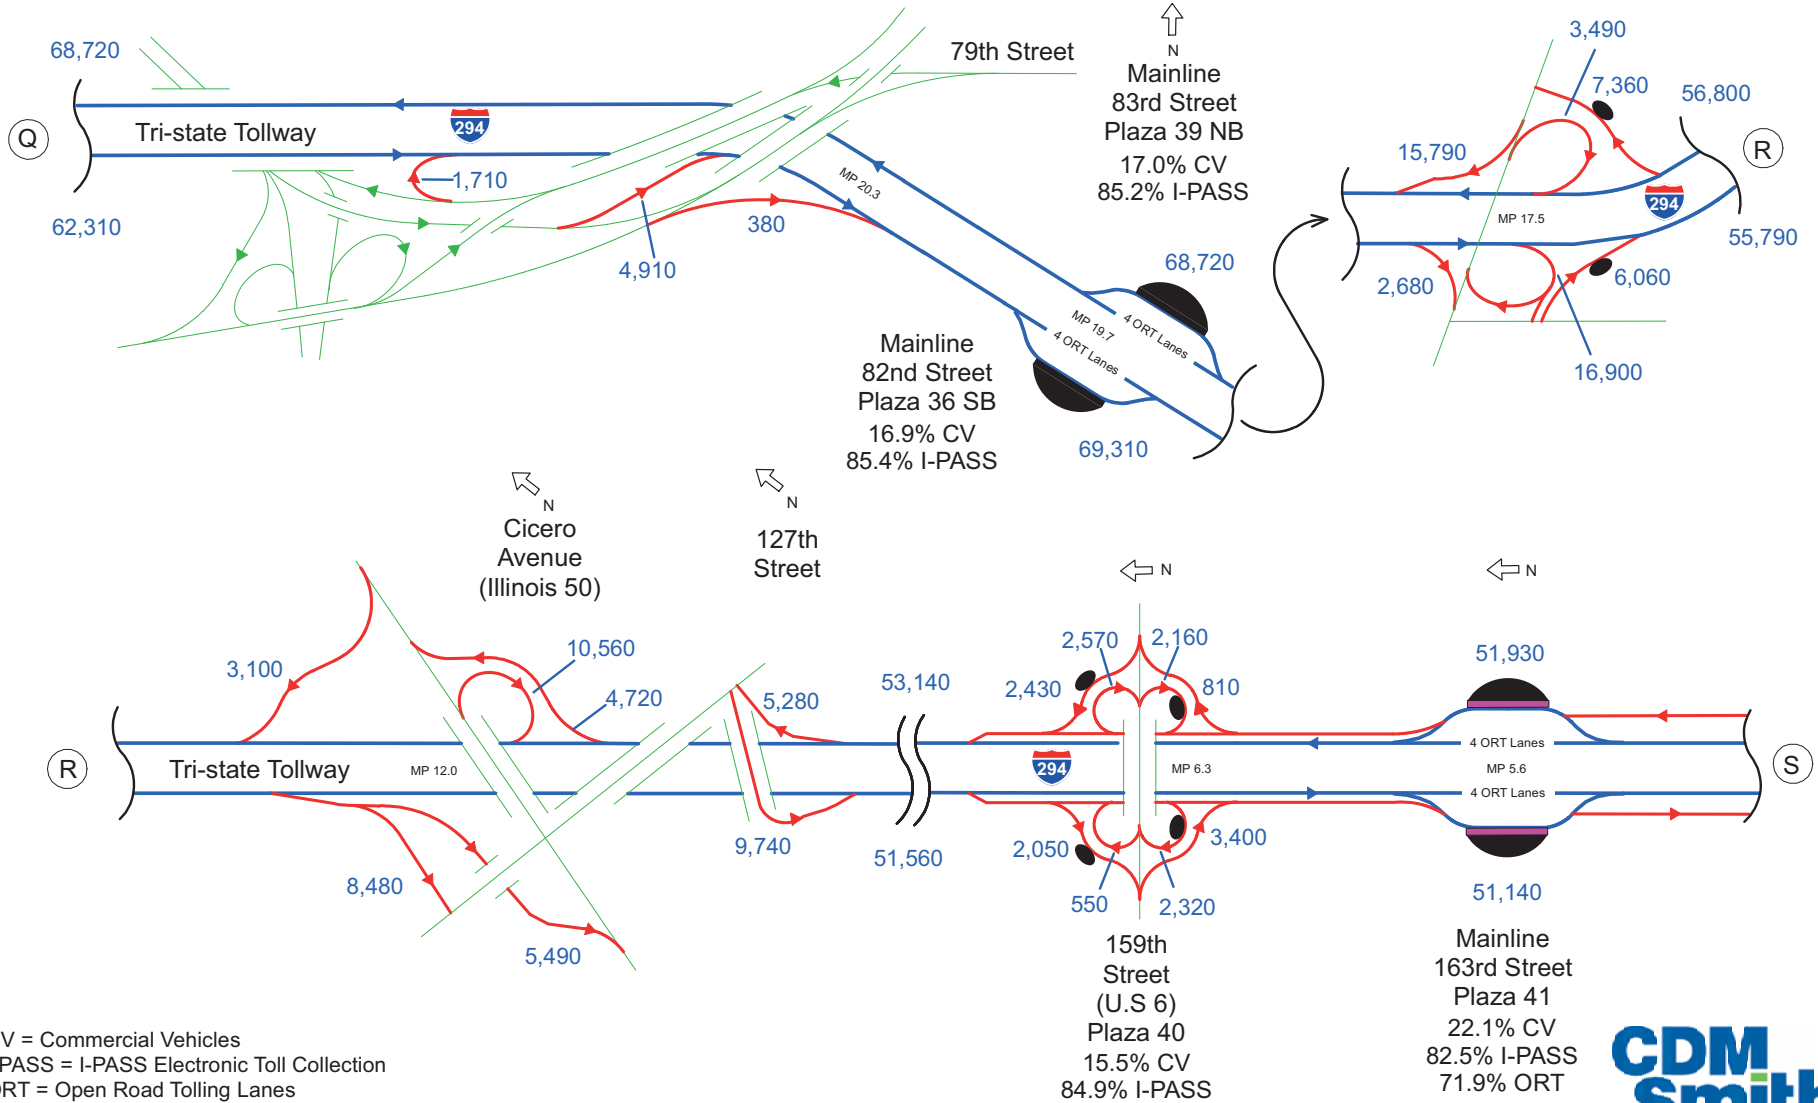 68,720
79th Street
N
Mainline
83rd Street
Plaza 39 NB
17.0% CV
85.2% I-PASS
3,490
7,360
56,800
Q
Tri-state Tollway
294
R
15,790
1,710
MP 20.3
294
MP 17.5
62,310
380
55,790
4,910
68,720
2,680
6,060
MP 19.7
4 ORT Lanes
4 ORT Lanes
16,900
Mainline
82nd Street
Plaza 36 SB
16.9% CV
85.4% I-PASS
69,310
N
Cicero
Avenue
(Illinois 50)
N
127th
Street
N
N
3,100
10,560
4,720
5,280
53,140
2,570
2,160
2,430
810
51,930
R
Tri-state Tollway
MP 12.0
294
MP 6.3
4 ORT Lanes
MP 5.6
4 ORT Lanes
S
8,480
9,740
51,560
2,050
3,400
550
2,320
51,140
5,490
159th
Street
(U.S 6)
Plaza 40
15.5% CV
84.9% I-PASS
Mainline
163rd Street
Plaza 41
22.1% CV
82.5% I-PASS
71.9% ORT
V = Commercial Vehicles
PASS = I-PASS Electronic Toll Collection
ORT = Open Road Tolling Lanes
CDM
Smith